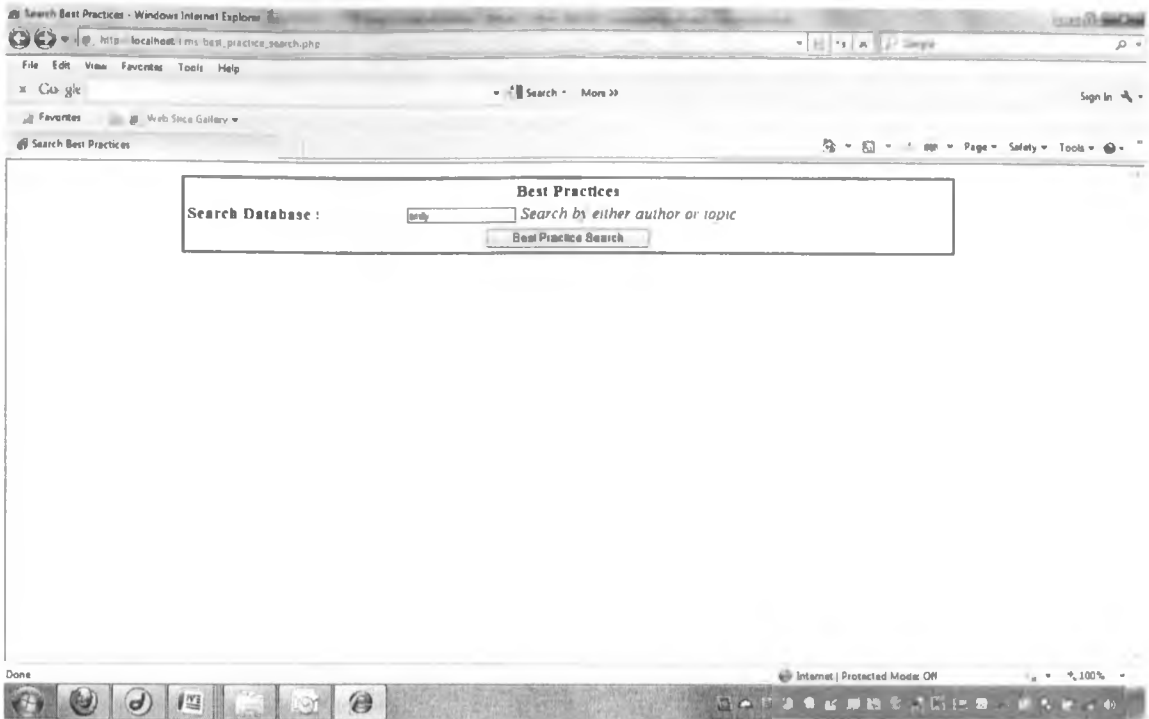 Search Best Practices - Windows Internet Explorer
http localhost best_practice_search.php
File Edit View Favorites Tools Help
x Google Search More >> Sign In
Favorites Web Slice Gallery
Search Best Practices Page Safety Tools
Best Practices
Search Database : emily Search by either author or topic
Best Practice Search
Done Internet | Protected Mode: Off 100%